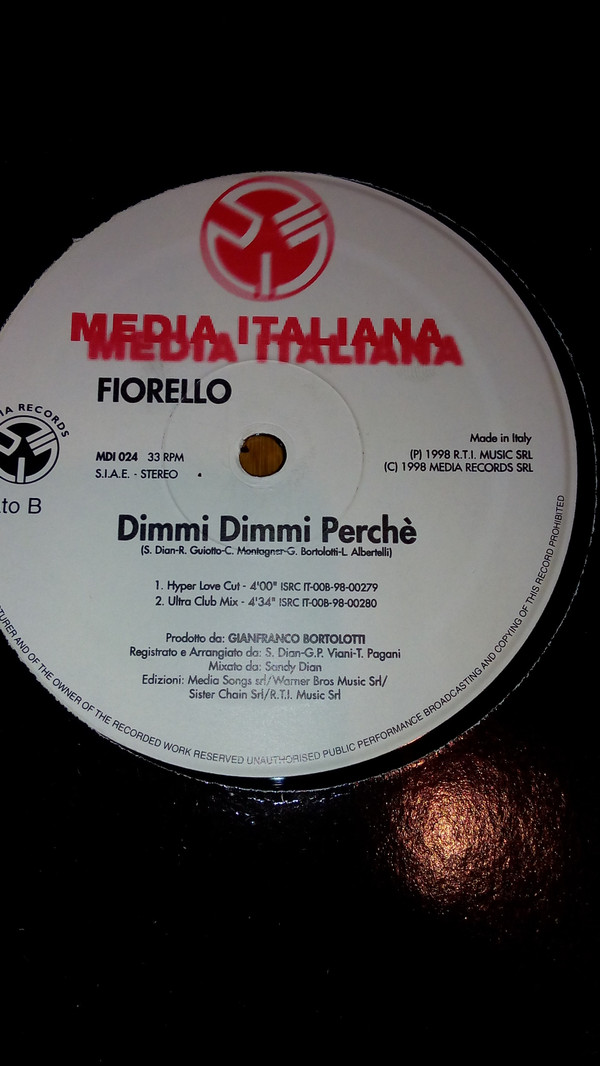 MEDIA ITALIANA
MEDIA ITALIANA
FIORELLO
RECORDS
MDI 024 33 RPM
S.I.A.E. - STEREO
Made in Italy
(P) 1998 R.T.I. MUSIC SRL
(C) 1998 MEDIA RECORDS SRL
B
Dimmi Dimmi Perchè
(S. Dian-R. Guiotto-C. Montagner-G. Bortolotti-L. Albertelli)
1. Hyper Love Cut - 4'00" ISRC IT-00B-98-00279
2. Ultra Club Mix - 4'34" ISRC IT-00B-98-00280
Prodotto da: GIANFRANCO BORTOLOTTI
Registrato e Arrangiato da: S. Dian-G.P. Viani-T. Pagani
Mixato da: Sandy Dian
Edizioni: Media Songs srl/Warner Bros Music Srl/
Sister Chain Srl/R.T.I. Music Srl
AND OF THE OWNER OF THE RECORDED WORK RESERVED UNAUTHORISED PUBLIC PERFORMANCE BROADCASTING AND COPYING OF THIS RECORD PROHIBITED